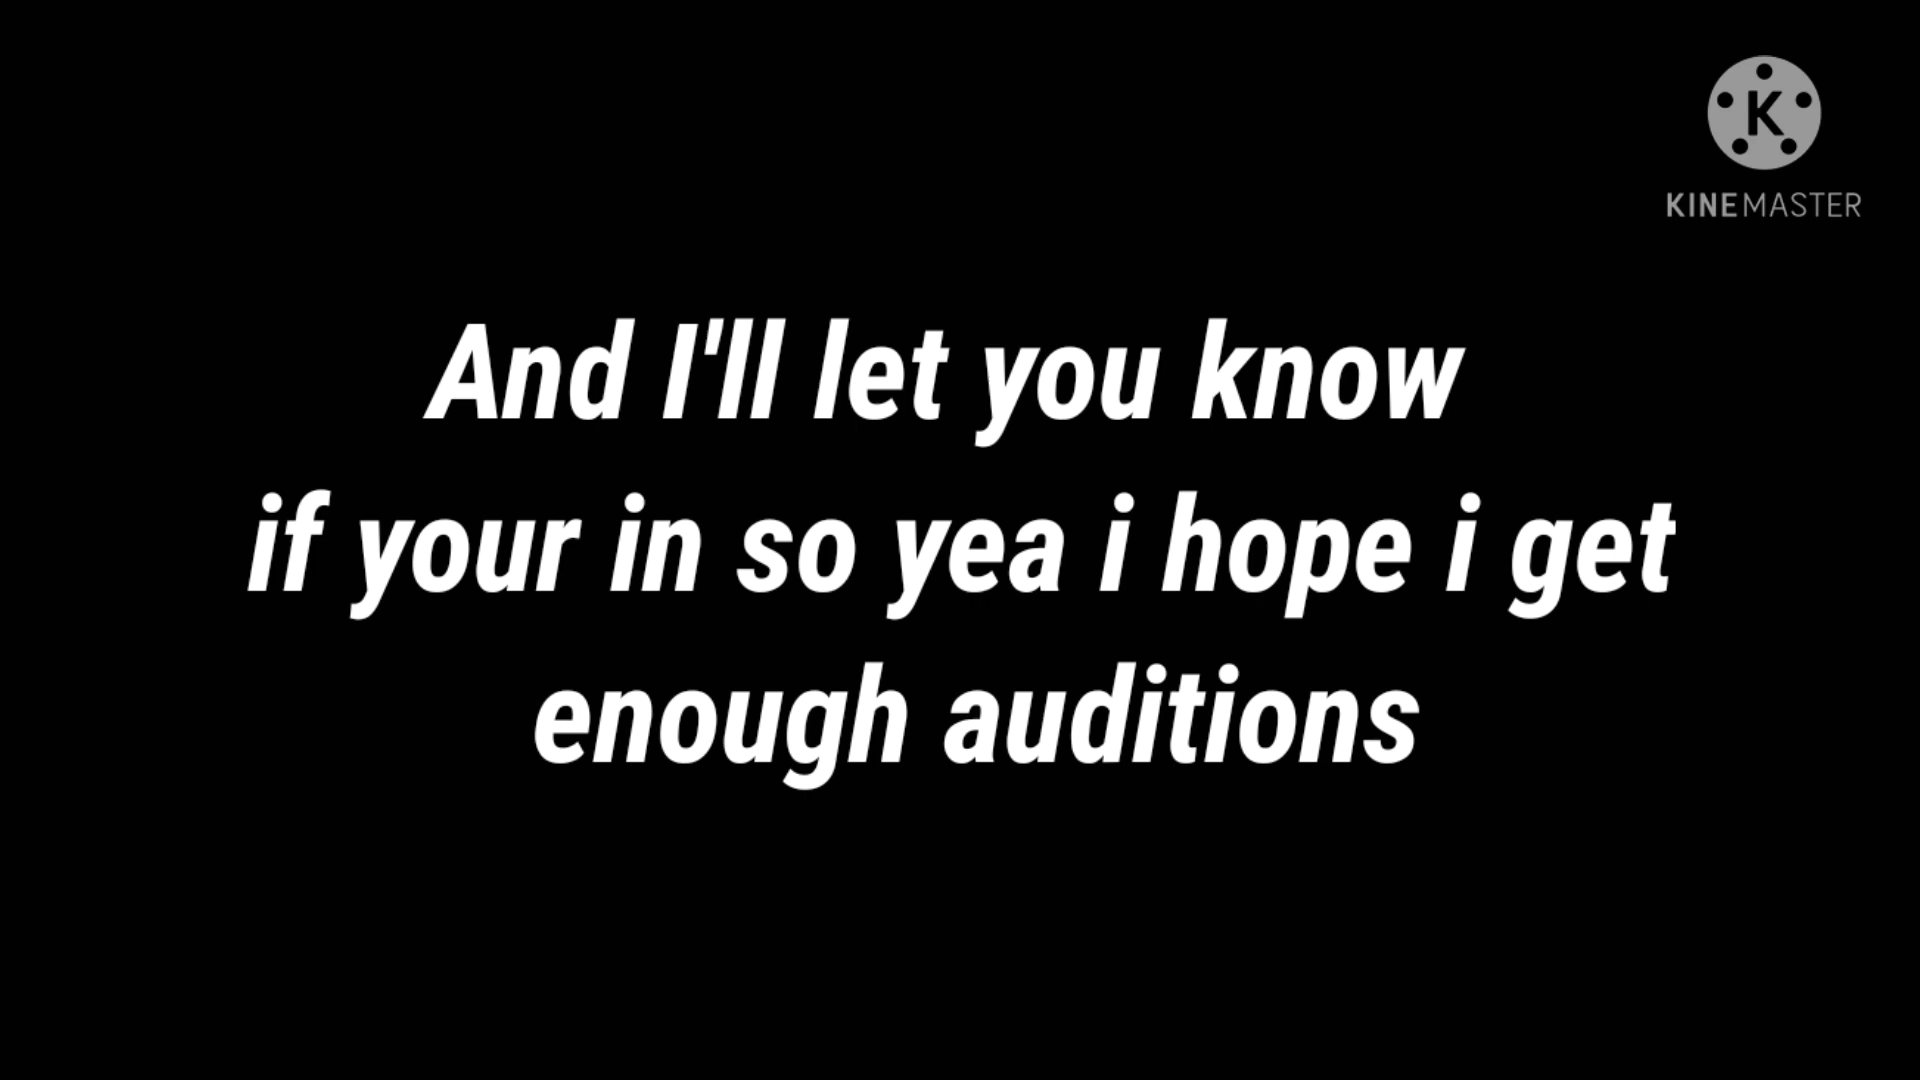 K
KINEMASTER
And I'll let you know
if your in so yea i hope i get
enough auditions